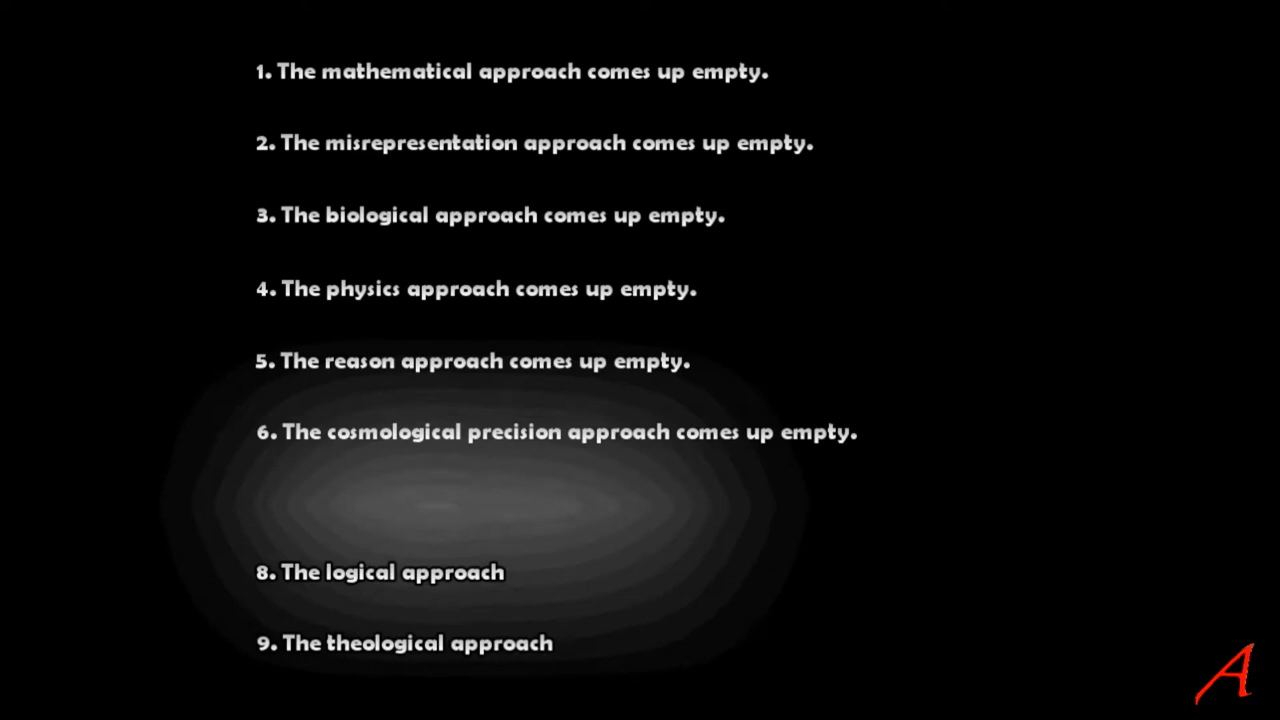 1. The mathematical approach comes up empty.
2. The misrepresentation approach comes up empty.
3. The biological approach comes up empty.
4. The physics approach comes up empty.
5. The reason approach comes up empty.
6. The cosmological precision approach comes up empty.
8. The logical approach
9. The theological approach
A